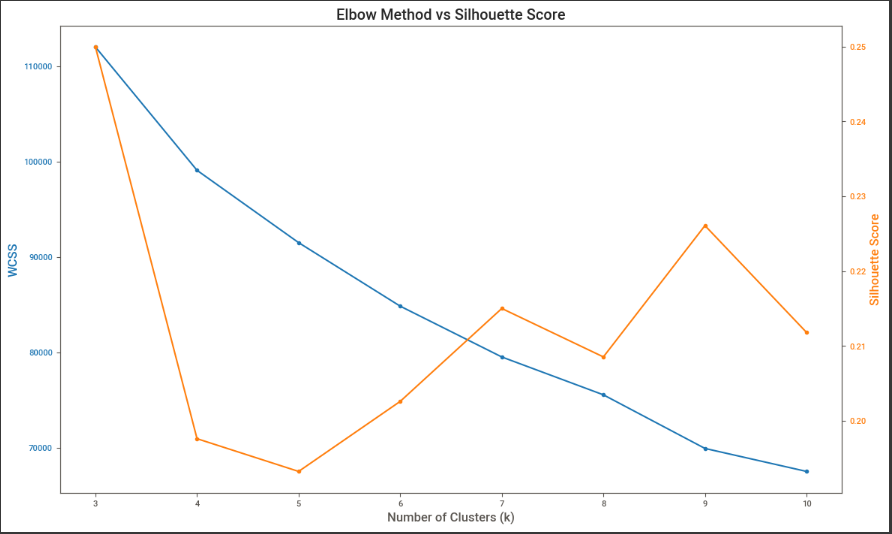 Elbow Method vs Silhouette Score
110000
100000
90000
80000
70000
WCSS
0.25
0.24
0.23
0.22
0.21
0.20
Silhouette Score
3 4 5 6 7 8 9 10
Number of Clusters (k)